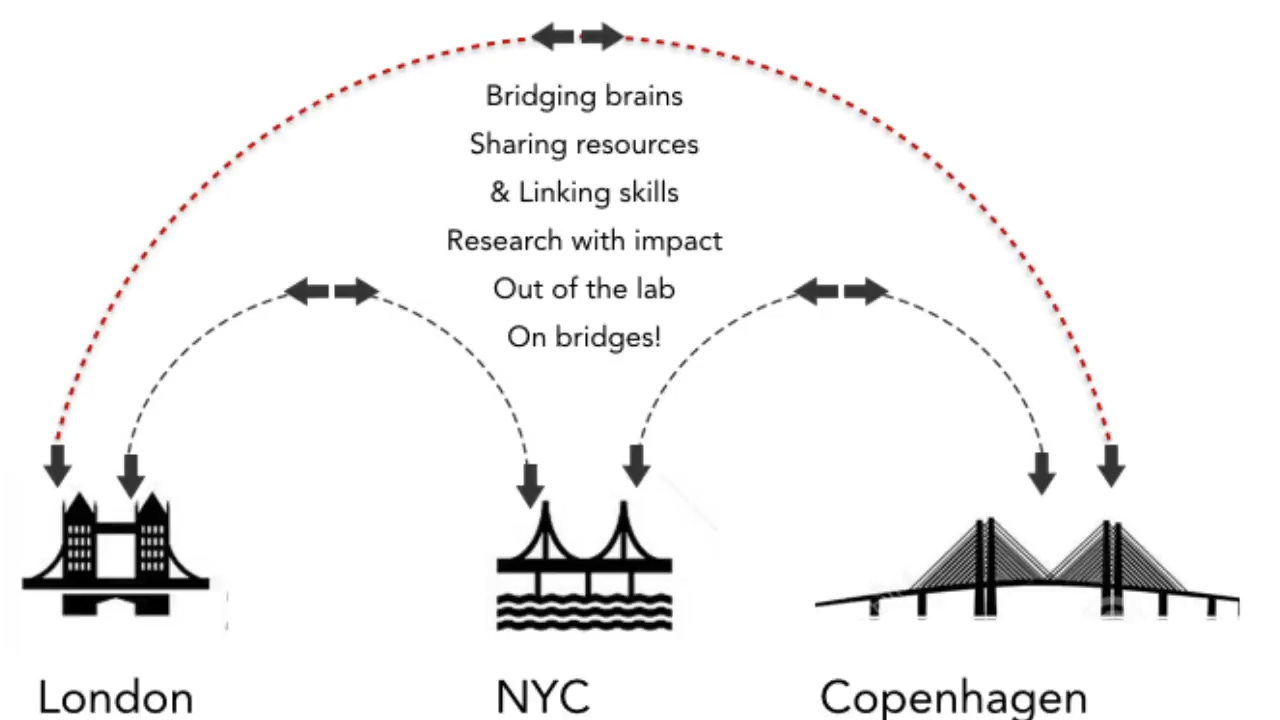 Bridging brains
Sharing resources
& Linking skills
Research with impact
Out of the lab
On bridges!
London
NYC
Copenhagen